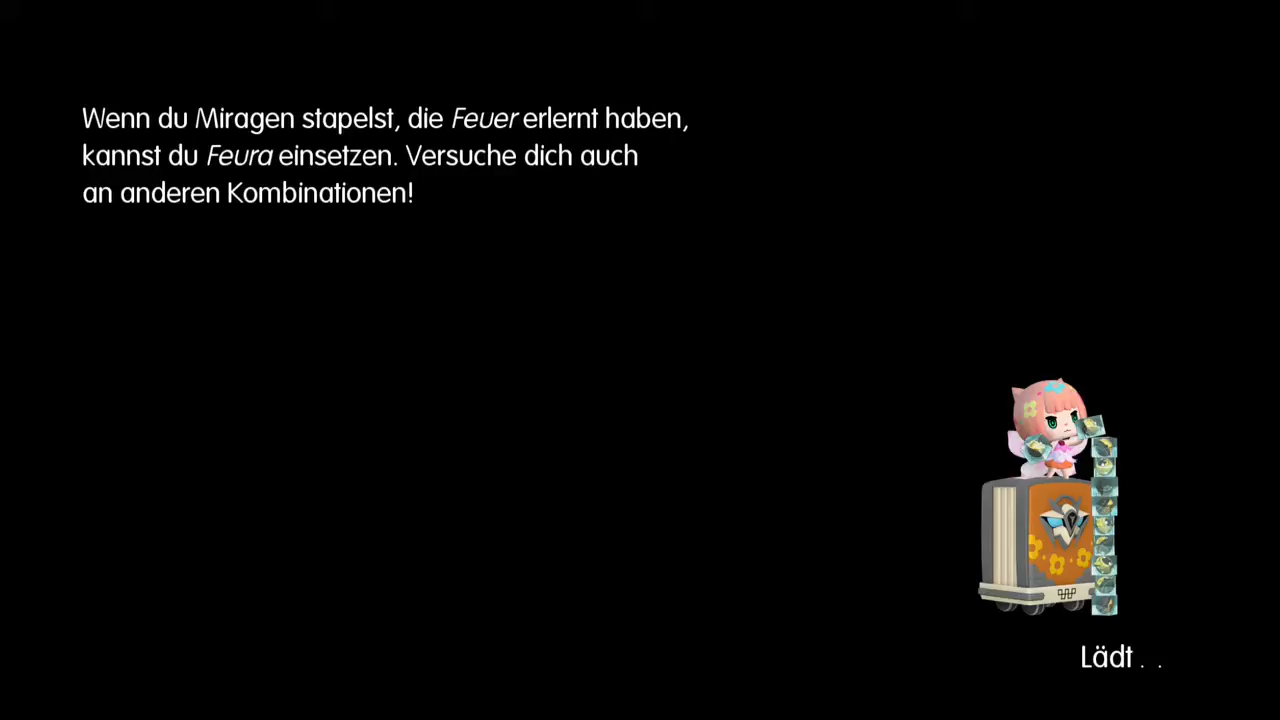 Wenn du Miragen stapelst, die Feuer erlernt haben,
kannst du Feura einsetzen. Versuche dich auch
an anderen Kombinationen!
Lädt . .